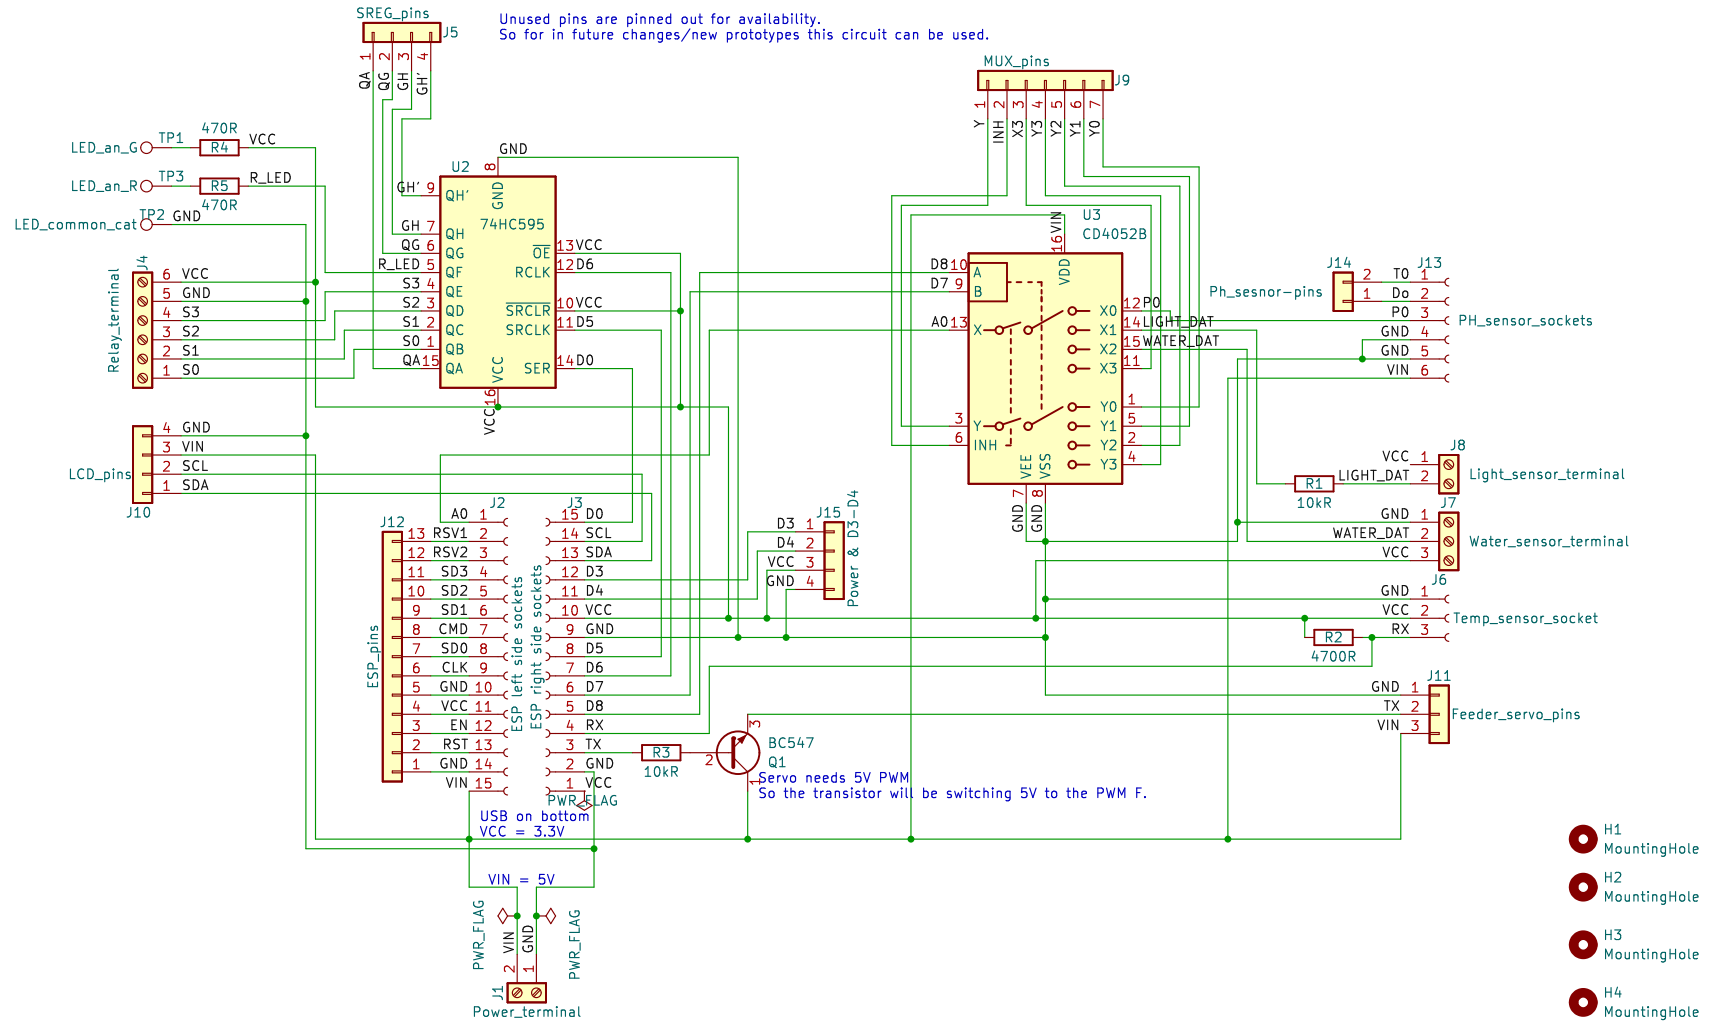 SREG_pins
J5
1
2
3
4
QA
QG
GH
GH'
Unused pins are pinned out for availability.
So for in future changes/new prototypes this circuit can be used.
MUX_pins
J9
1
2
3
4
5
6
7
Y
INH
X3
Y3
Y2
Y1
Y0
LED_an_G
TP1
470R
R4
VCC
LED_an_R
TP3
R5
470R
R_LED
LED_common_cat
TP2
GND
J4
Relay_terminal
6 VCC
5 GND
4 S3
3 S2
2 S1
1 S0
U2
74HC595
GND
8
GND
GH' 9 QH'
GH 7 QH
QG 6 QG
R_LED 5 QF
S3 4 QE
S2 3 QD
S1 2 QC
S0 1 QB
QA 15 QA
OE 13 VCC
RCLK 12 D6
SRCLR 10 VCC
SRCLK 11 D5
SER 14 D0
VCC
16
VCC
LCD_pins
J10
4 GND
3 VIN
2 SCL
1 SDA
U3
CD4052B
VIN
16
VDD
D8 10 A
D7 9 B
A0 13 X
3 Y
6 INH
X0 12 P0
X1 14 LIGHT_DAT
X2 15 WATER_DAT
X3 11
Y0 1
Y1 5
Y2 2
Y3 4
VEE
VSS
7
8
GND
GND
J14
Ph_sesnor-pins
2
1
J13
PH_sensor_sockets
T0 1
Do 2
P0 3
GND 4
GND 5
VIN 6
J8
Light_sensor_terminal
VCC 1
LIGHT_DAT 2
R1
10kR
J7
Water_sensor_terminal
GND 1
WATER_DAT 2
VCC 3
J6
Temp_sensor_socket
GND 1
VCC 2
RX 3
R2
4700R
J11
Feeder_servo_pins
GND 1
TX 2
VIN 3
J12
ESP_pins
13 RSV1
12 RSV2
11 SD3
10 SD2
9 SD1
8 CMD
7 SD0
6 CLK
5 GND
4 VCC
3 EN
2 RST
1 GND
J2
ESP left side sockets
A0 1
2
3
4
5
6
7
8
9
10
11
12
13
14
VIN 15
J3
ESP right side sockets
15 D0
14 SCL
13 SDA
12 D3
11 D4
10 VCC
9 GND
8 D5
7 D6
6 D7
5 D8
4 RX
3 TX
2 GND
1 VCC
PWR_FLAG
J15
Power & D3-D4
D3 1
D4 2
VCC 3
GND 4
R3
10kR
BC547
Q1
3
2
1
Servo needs 5V PWM
So the transistor will be switching 5V to the PWM F.
USB on bottom
VCC = 3.3V
VIN = 5V
PWR_FLAG
PWR_FLAG
VIN
GND
2
1
J1
Power_terminal
H1
MountingHole
H2
MountingHole
H3
MountingHole
H4
MountingHole